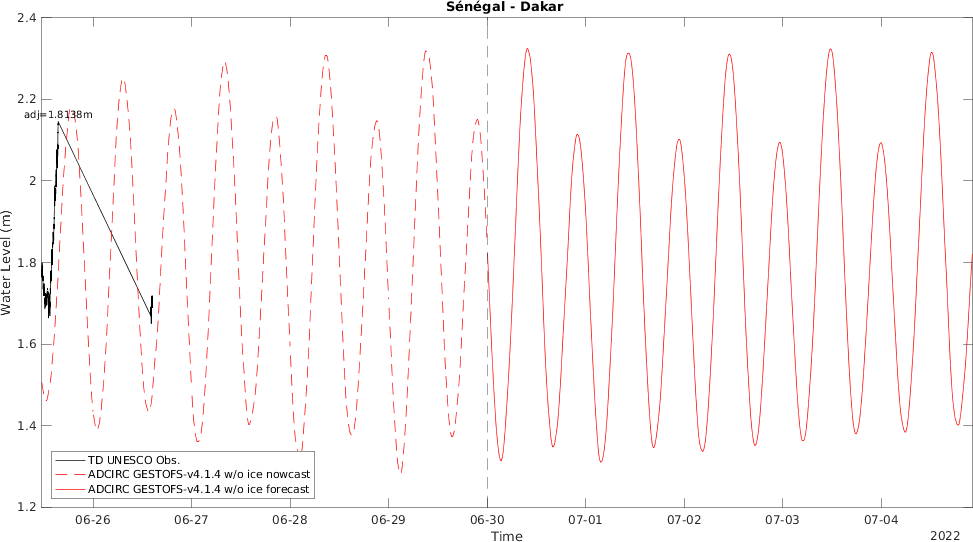 Sénégal - Dakar
2.4
2.2
2
1.8
1.6
1.4
1.2
Water Level (m)
adj=1.8138m
TD UNESCO Obs.
ADCIRC GESTOFS-v4.1.4 w/o ice nowcast
ADCIRC GESTOFS-v4.1.4 w/o ice forecast
06-26
06-27
06-28
06-29
06-30
07-01
07-02
07-03
07-04
Time
2022